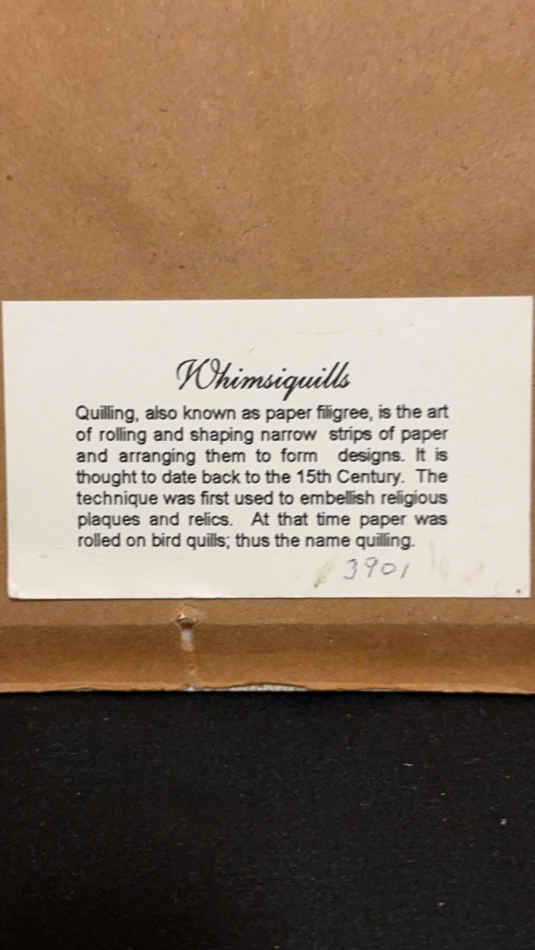 Whimsiquills
Quilling, also known as paper filigree, is the art
of rolling and shaping narrow strips of paper
and arranging them to form designs. It is
thought to date back to the 15th Century. The
technique was first used to embellish religious
plaques and relics. At that time paper was
rolled on bird quills; thus the name quilling.
3901